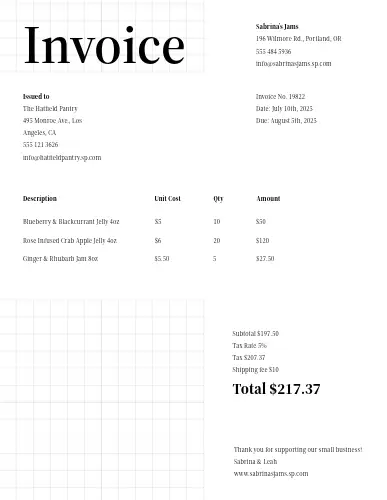 Invoice
Sabrina's Jams
196 Wilmore Rd., Portland, OR
555 484 5936
info@sabrinasjams.sp.com
Issued to
The Hatfield Pantry
495 Monroe Ave., Los
Angeles, CA
555 121 3626
info@hatfieldpantry.sp.com
Invoice No. 19822
Date: July 10th, 2025
Due: August 5th, 2025
Description Unit Cost Qty Amount
Blueberry & Blackcurrant Jelly 4oz $5 10 $50
Rose Infused Crab Apple Jelly 4oz $6 20 $120
Ginger & Rhubarb Jam 8oz $5.50 5 $27.50
Subtotal $197.50
Tax Rate 5%
Tax $207.37
Shipping fee $10
Total $217.37
Thank you for supporting our small business!
Sabrina & Leah
www.sabrinasjams.sp.com